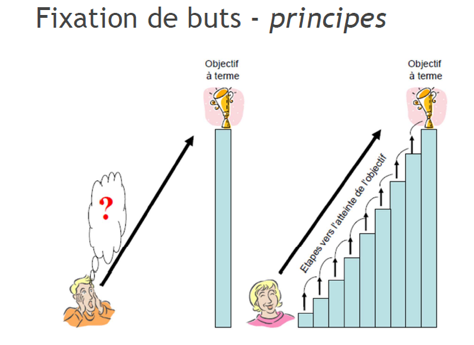 Fixation de buts - principes
Objectif
à terme
Objectif
à terme
?
Etapes vers l'atteinte de l'objectif